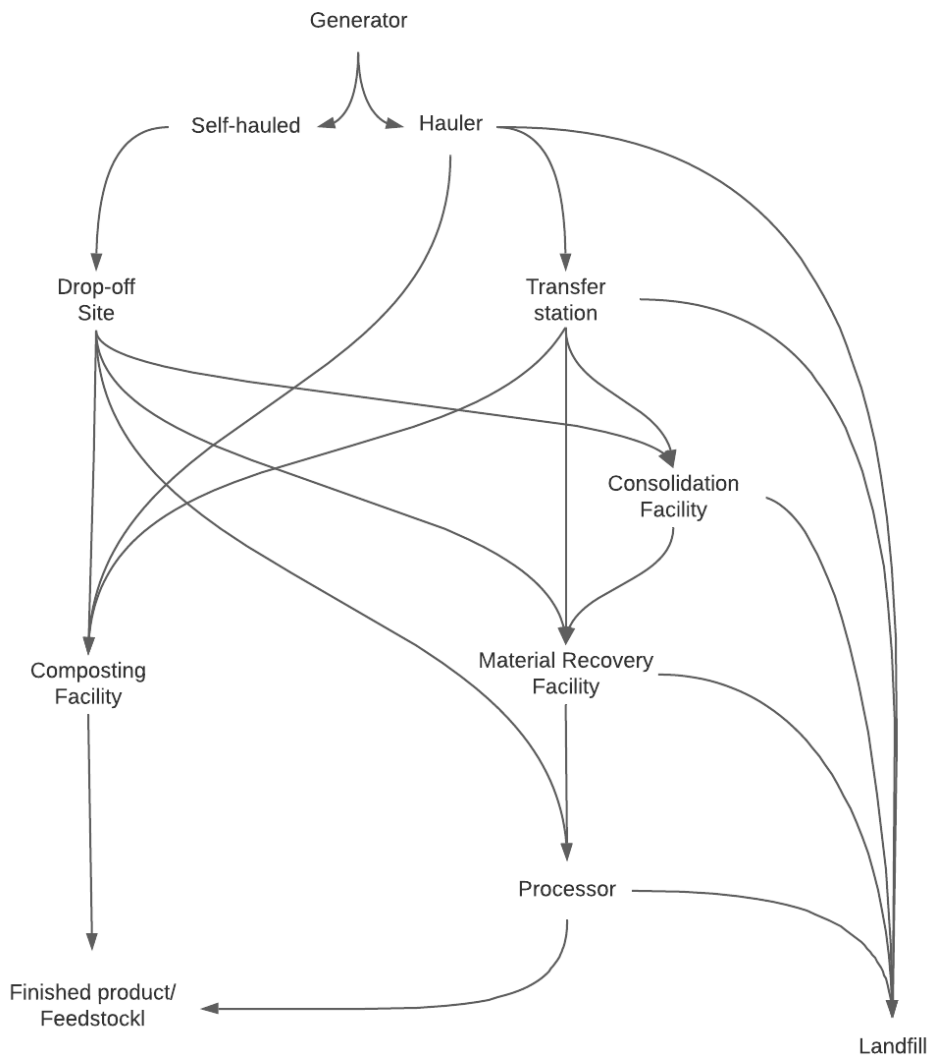 Generator
Self-hauled
Hauler
Drop-off
Site
Transfer
station
Consolidation
Facility
Composting
Facility
Material Recovery
Facility
Processor
Finished product/
Feedstockl
Landfill